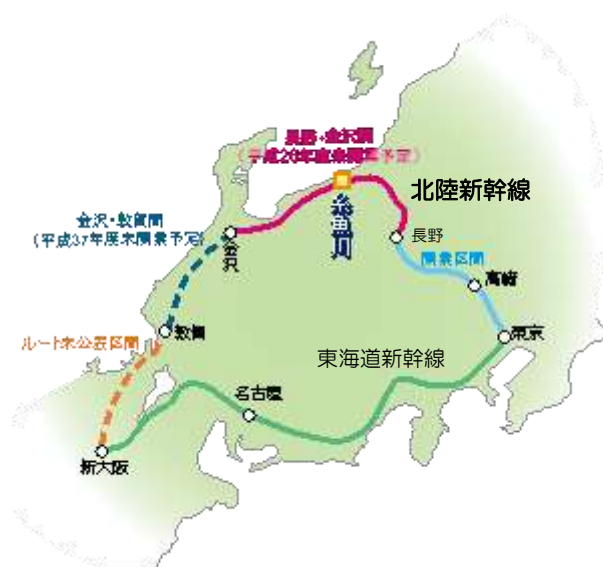 長野・金沢間
(平成26年度末開業予定)
北陸新幹線
糸魚川
金沢・敦賀間
(平成37年度末開業予定)
金沢
長野
開業区間
高崎
敦賀
東京
ルート未公表区間
東海道新幹線
名古屋
新大阪